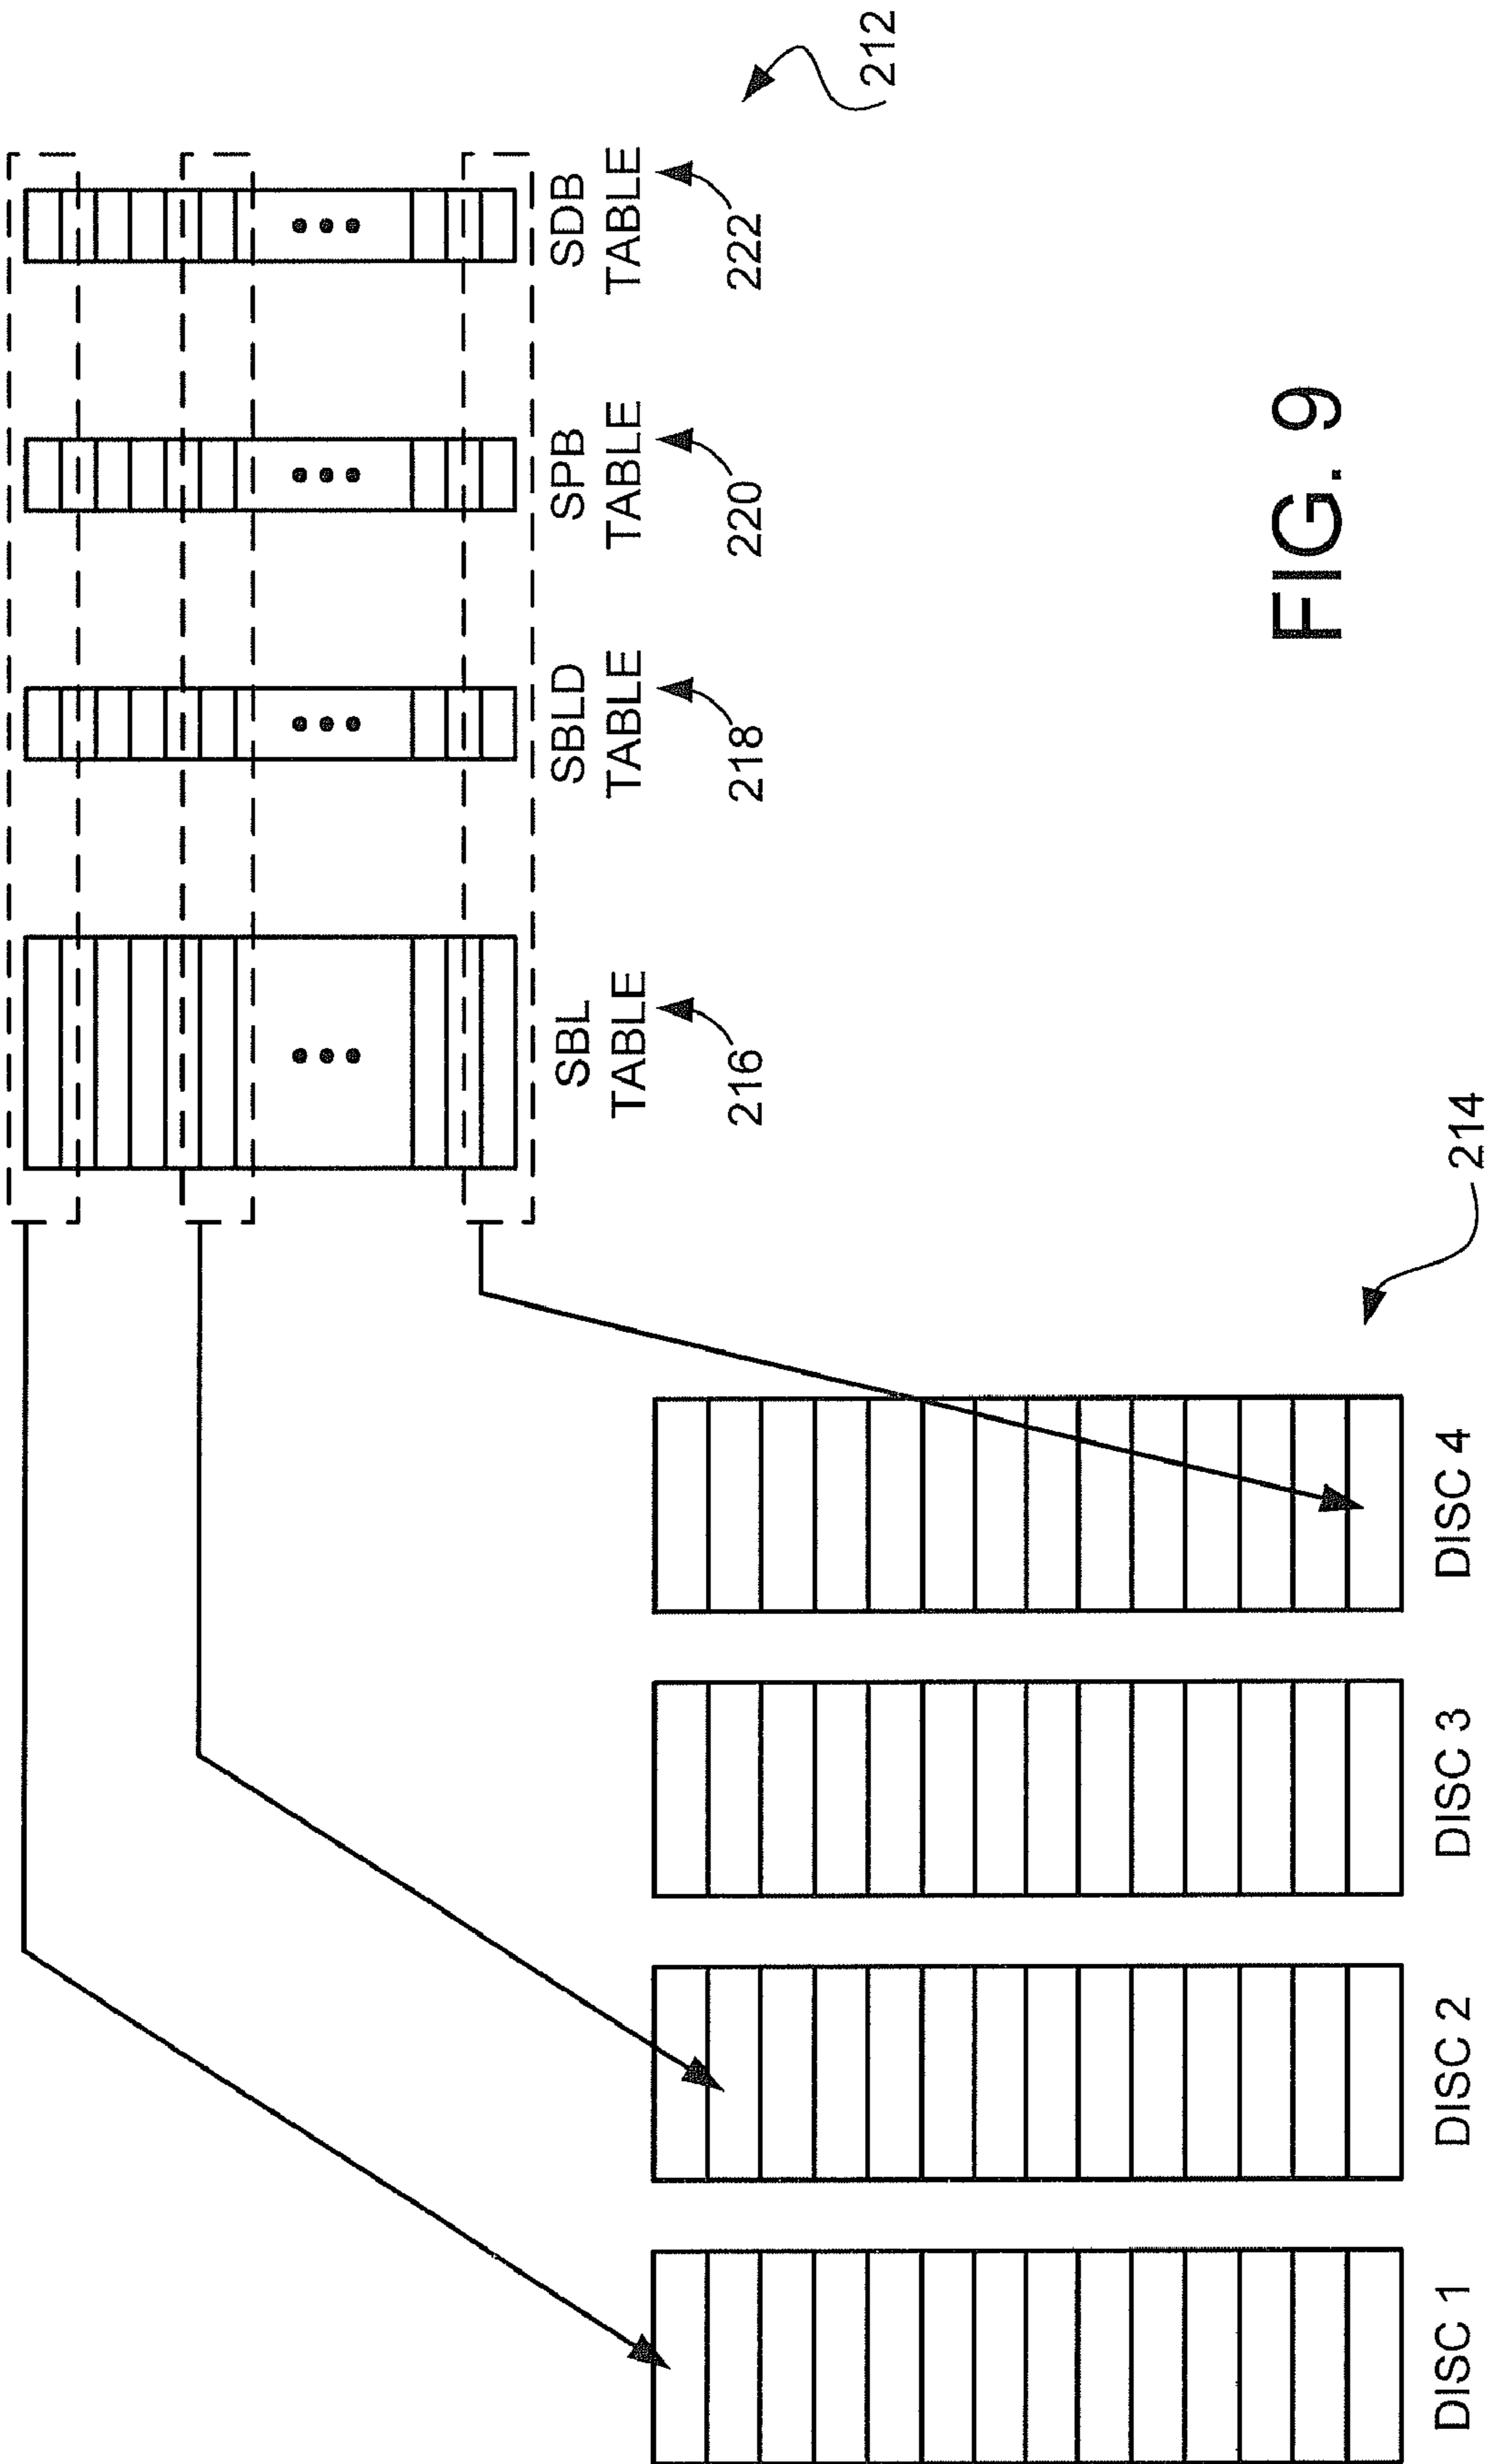 SBL
TABLE
216
SBLD
TABLE
218
SPB
TABLE
220
SDB
TABLE
222
212
DISC 1
DISC 2
DISC 3
DISC 4
214
FIG. 9